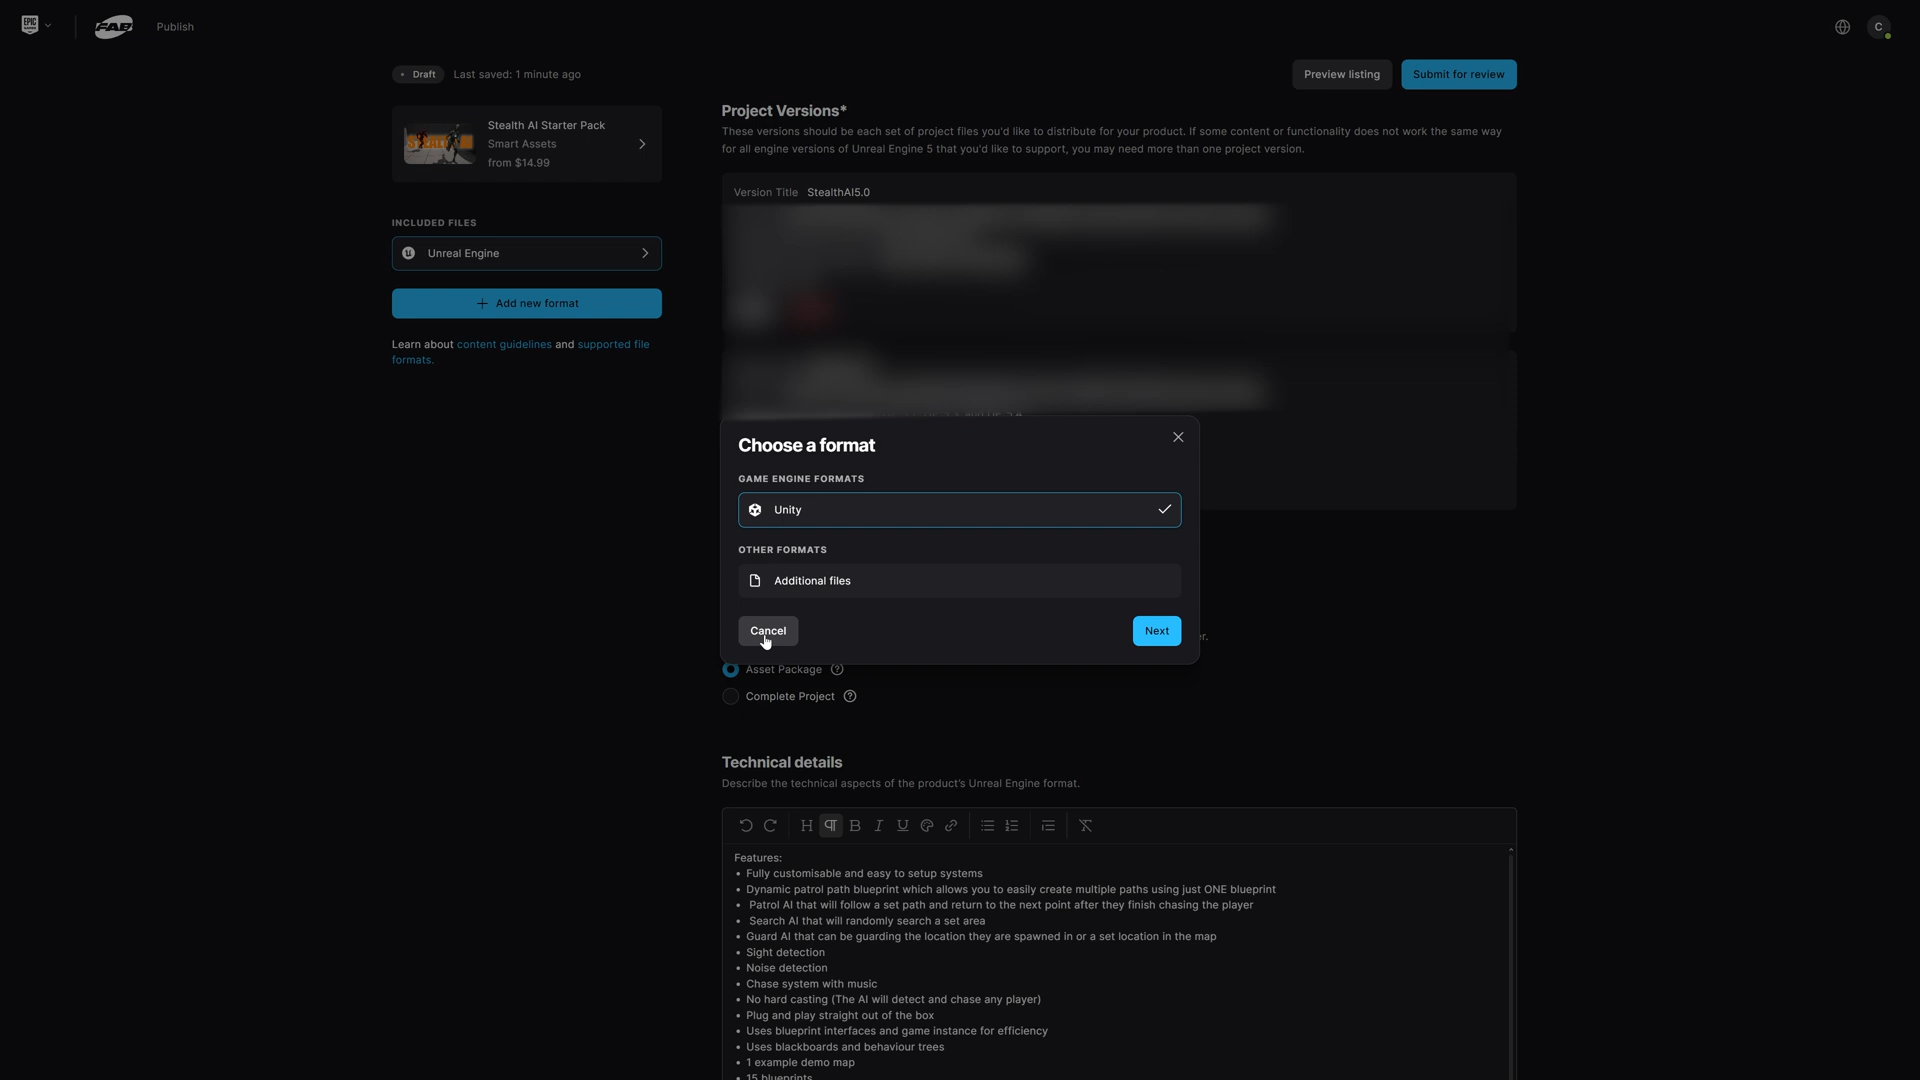 EPIC
FAB
Publish
C
Draft
Last saved: 1 minute ago
Preview listing
Submit for review
Stealth AI Starter Pack
Smart Assets
from $14.99
INCLUDED FILES
Unreal Engine
Add new format
Learn about content guidelines and supported file
formats.
Project Versions*
These versions should be each set of project files you'd like to distribute for your product. If some content or functionality does not work the same way
for all engine versions of Unreal Engine 5 that you'd like to support, you may need more than one project version.
Version Title StealthAI5.0
Choose a format
GAME ENGINE FORMATS
Unity
OTHER FORMATS
Additional files
Cancel
Next
r.
Asset Package
Complete Project
Technical details
Describe the technical aspects of the product's Unreal Engine format.
Features:
• Fully customisable and easy to setup systems
• Dynamic patrol path blueprint which allows you to easily create multiple paths using just ONE blueprint
• Patrol AI that will follow a set path and return to the next point after they finish chasing the player
• Search AI that will randomly search a set area
• Guard AI that can be guarding the location they are spawned in or a set location in the map
• Sight detection
• Noise detection
• Chase system with music
• No hard casting (The AI will detect and chase any player)
• Plug and play straight out of the box
• Uses blueprint interfaces and game instance for efficiency
• Uses blackboards and behaviour trees
• 1 example demo map
• 15 blueprints